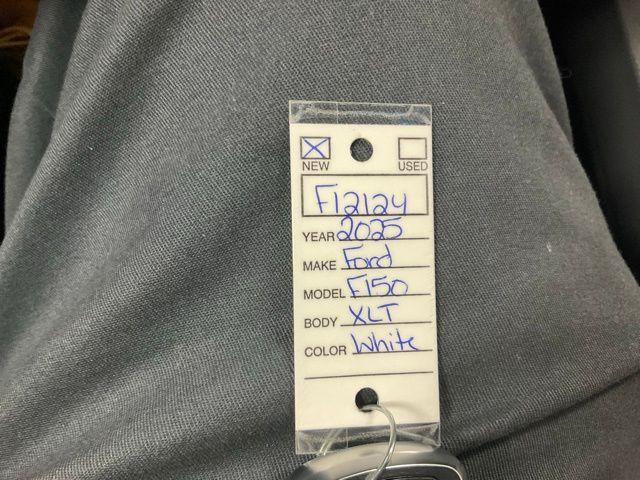 NEW USED
F12124
YEAR 2025
MAKE Ford
MODEL F150
BODY XLT
COLOR White